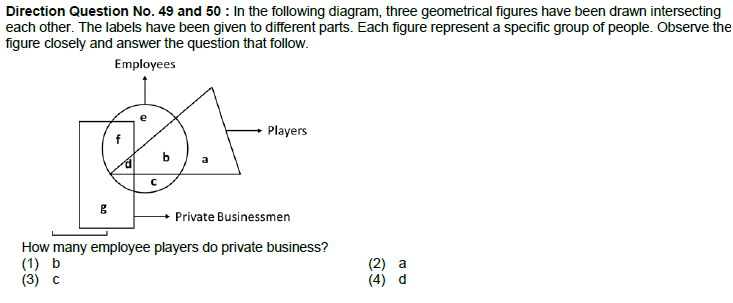 Direction Question No. 49 and 50 : In the following diagram, three geometrical figures have been drawn intersecting
each other. The labels have been given to different parts. Each figure represent a specific group of people. Observe the
figure closely and answer the question that follow.
Employees
e
Players
f
b
a
d
c
g
Private Businessmen
How many employee players do private business?
(1) b (2) a
(3) c (4) d